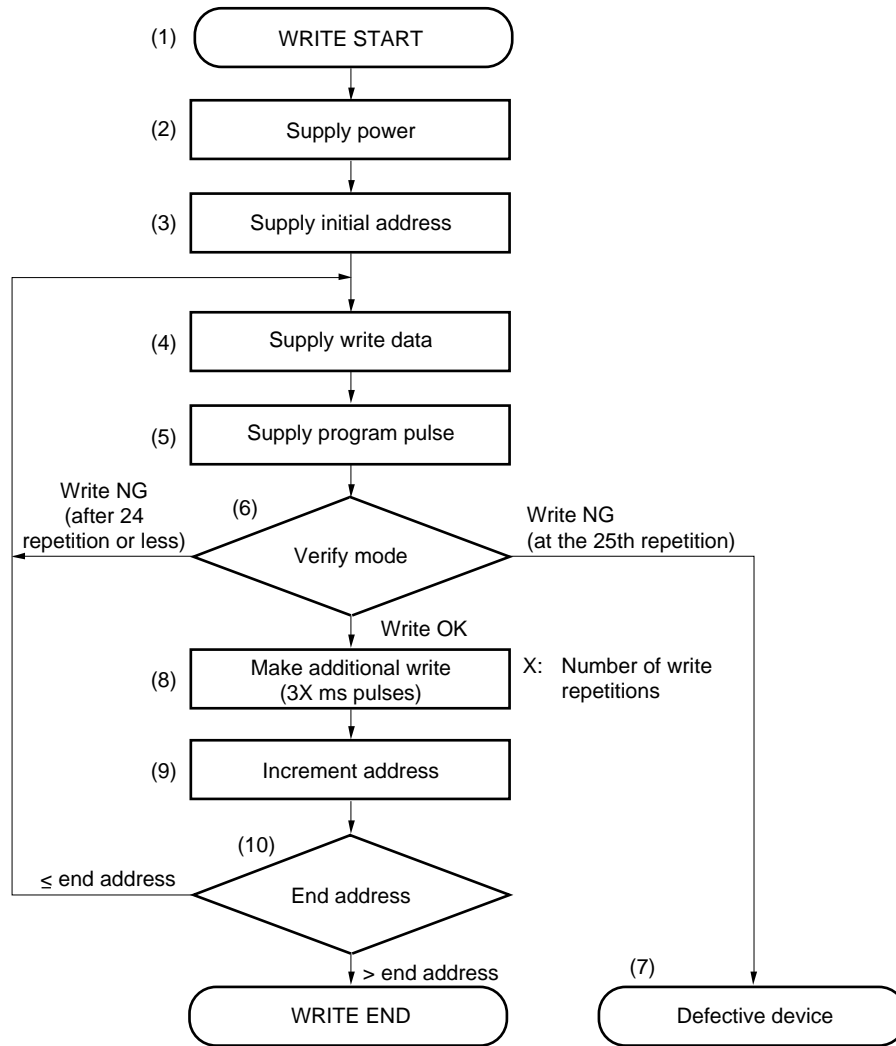 (1)
WRITE START
(2)
Supply power
(3)
Supply initial address
(4)
Supply write data
(5)
Supply program pulse
Write NG
(after 24
repetition or less)
(6)
Verify mode
Write NG
(at the 25th repetition)
Write OK
(8)
Make additional write
(3X ms pulses)
X: Number of write
repetitions
(9)
Increment address
(10)
≤ end address
End address
> end address
(7)
WRITE END
Defective device